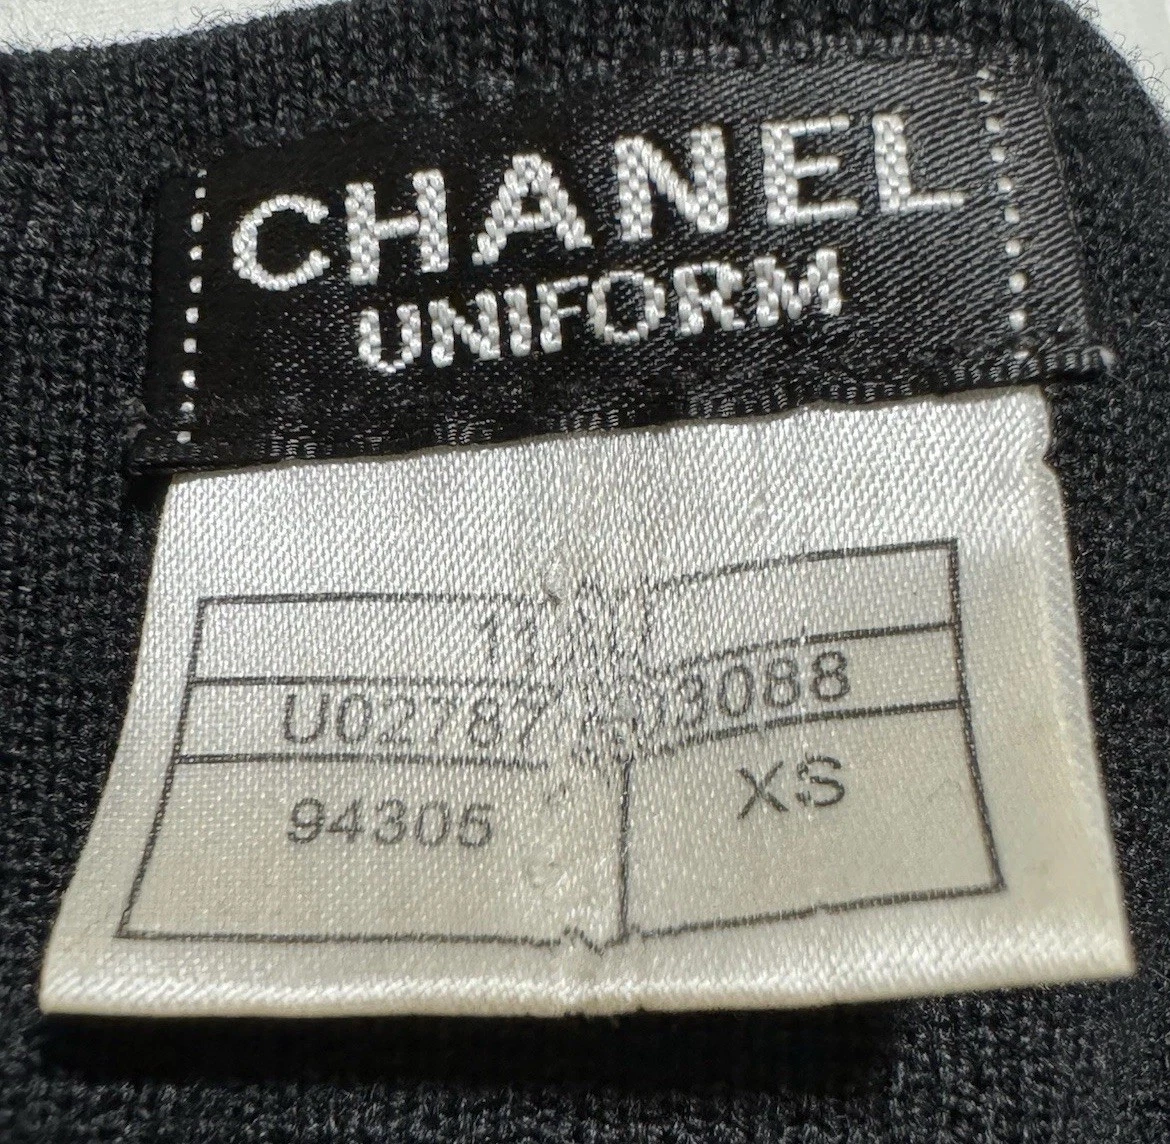 CHANEL
UNIFORM
U02787 3088
94305 XS